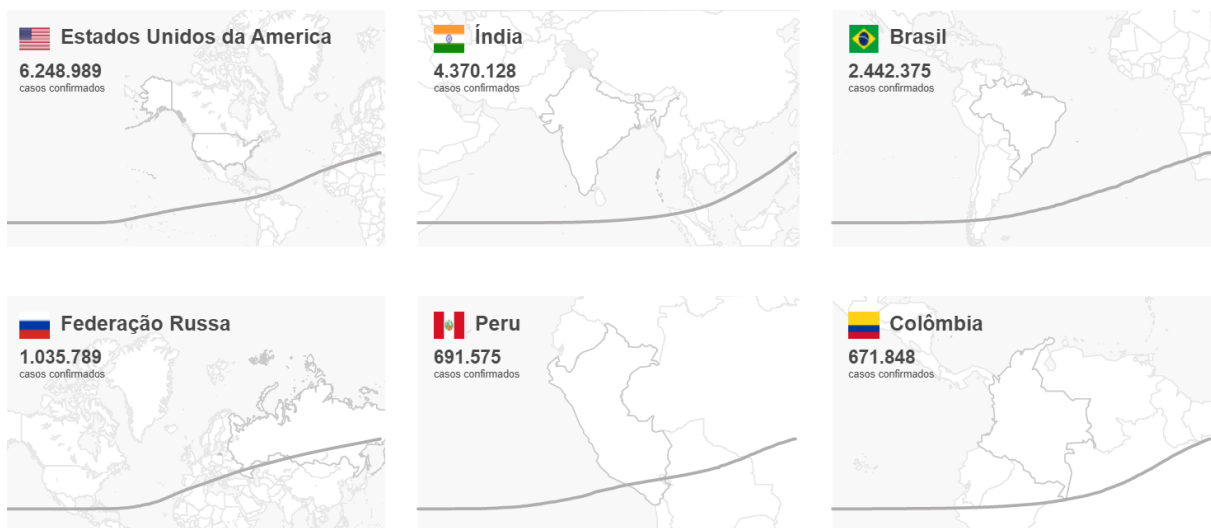 Estados Unidos da America
6.248.989
casos confirmados
Índia
4.370.128
casos confirmados
Brasil
2.442.375
casos confirmados
Federação Russa
1.035.789
casos confirmados
Peru
691.575
casos confirmados
Colômbia
671.848
casos confirmados